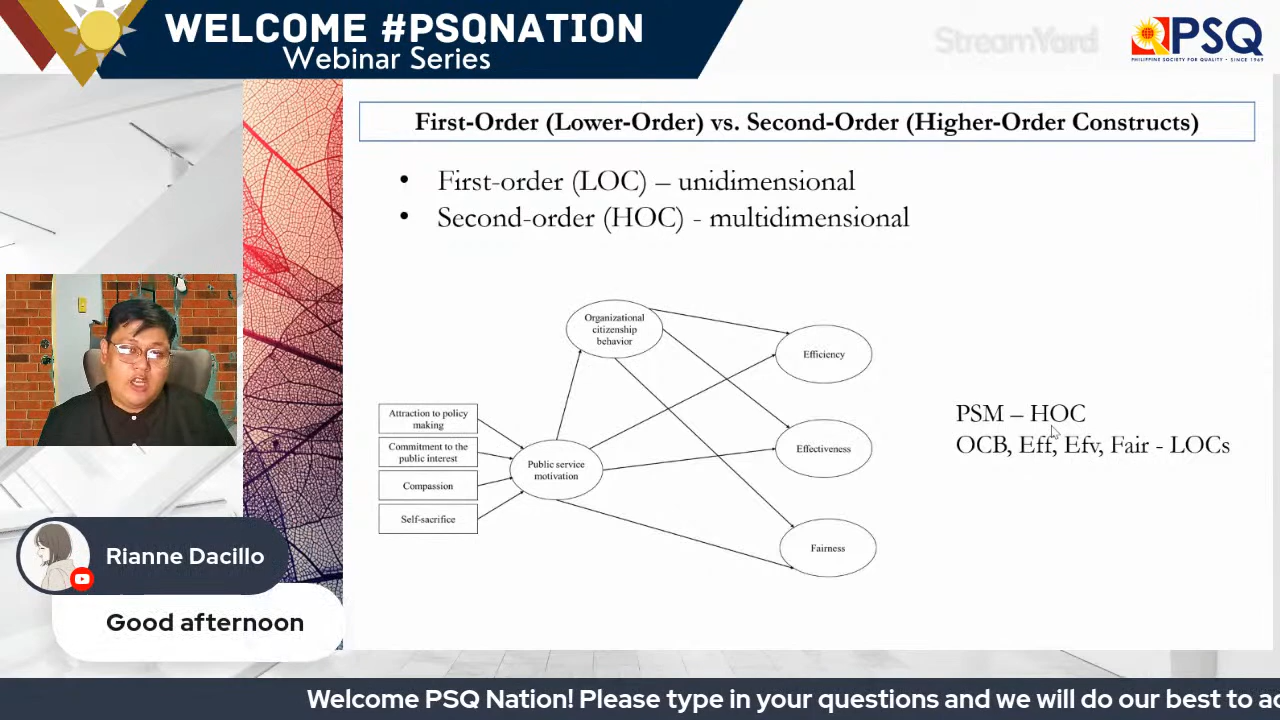 WELCOME #PSQNATION
Webinar Series
StreamYard
PSQ
PHILIPPINE SOCIETY FOR QUALITY • SINCE 1969
First-Order (Lower-Order) vs. Second-Order (Higher-Order Constructs)
• First-order (LOC) – unidimensional
• Second-order (HOC) - multidimensional
Organizational
citizenship
behavior
Efficiency
Attraction to policy
making
Commitment to the
public interest
Compassion
Self-sacrifice
Public service
motivation
Effectiveness
Fairness
PSM – HOC
OCB, Eff, Efv, Fair - LOCs
Rianne Dacillo
Good afternoon
Welcome PSQ Nation! Please type in your questions and we will do our best to ad